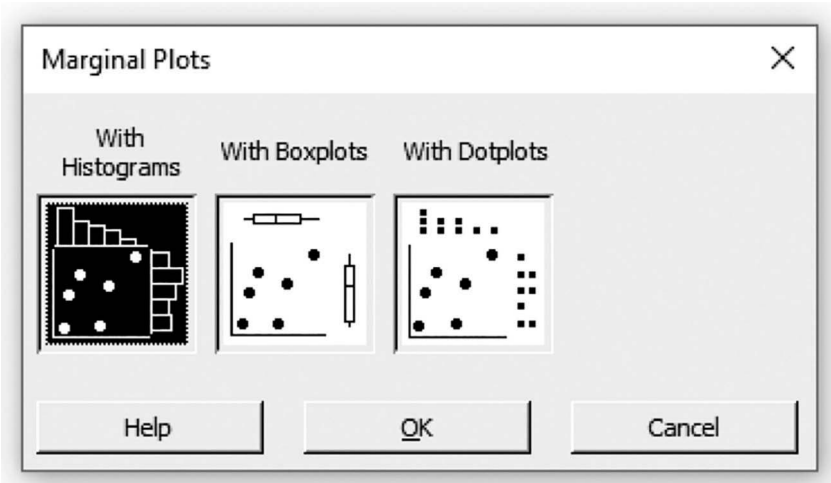 Marginal Plots
With
Histograms
With Boxplots
With Dotplots
Help
OK
Cancel